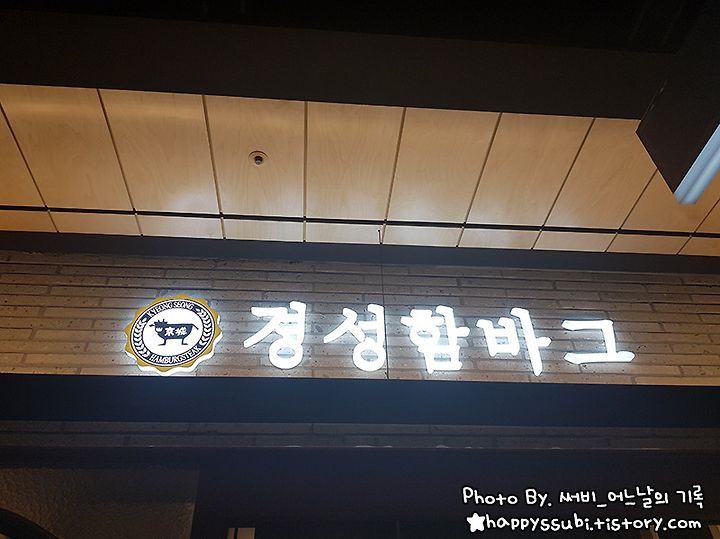 KYEONG SEONG
京城
HAMBURGSTEAK
경성함바그
Photo By. 써비_어느날의 기록
★happyssubi.tistory.com